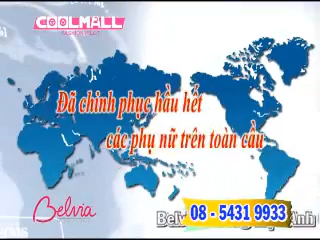 COOLMALL
Đã chinh phục hầu hết
các phụ nữ trên toàn cầu
Belvia
08 - 5431 9933